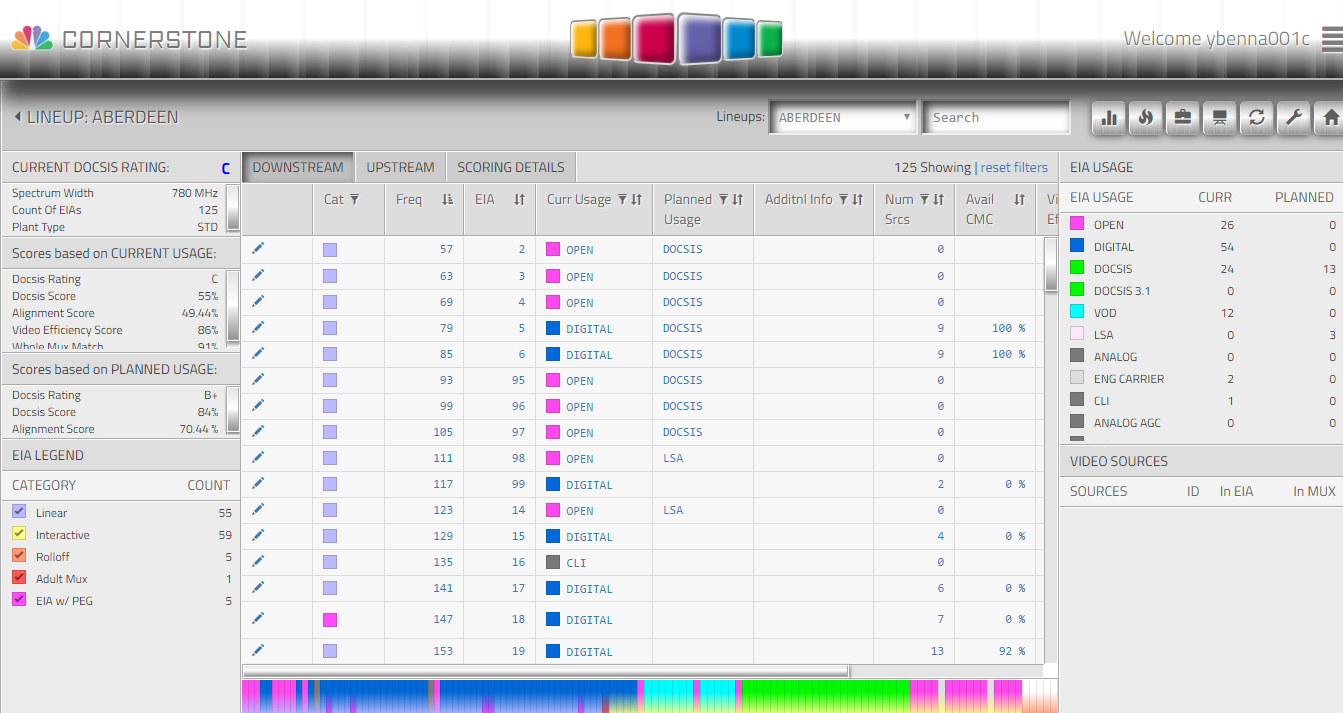 CORNERSTONE
Welcome ybenna001c
LINEUP: ABERDEEN
Lineups: ABERDEEN Search
CURRENT DOCSIS RATING: C
Spectrum Width 780 MHz
Count Of EIAs 125
Plant Type STD
Scores based on CURRENT USAGE:
Docsis Rating C
Docsis Score 55%
Alignment Score 49.44%
Video Efficiency Score 86%
Whole Mux Match 91%
Scores based on PLANNED USAGE:
Docsis Rating B+
Docsis Score 84%
Alignment Score 70.44 %
EIA LEGEND
CATEGORY COUNT
Linear 55
Interactive 59
Rolloff 5
Adult Mux 1
EIA w/ PEG 5
DOWNSTREAM UPSTREAM SCORING DETAILS 125 Showing | reset filters
Cat Freq EIA Curr Usage Planned Usage Additnl Info Num Srcs Avail CMC
57 2 OPEN DOCSIS 0
63 3 OPEN DOCSIS 0
69 4 OPEN DOCSIS 0
79 5 DIGITAL DOCSIS 9 100 %
85 6 DIGITAL DOCSIS 9 100 %
93 95 OPEN DOCSIS 0
99 96 OPEN DOCSIS 0
105 97 OPEN DOCSIS 0
111 98 OPEN LSA 0
117 99 DIGITAL 2 0 %
123 14 OPEN LSA 0
129 15 DIGITAL 4 0 %
135 16 CLI 0
141 17 DIGITAL 6 0 %
147 18 DIGITAL 7 0 %
153 19 DIGITAL 13 92 %
EIA USAGE
EIA USAGE CURR PLANNED
OPEN 26 0
DIGITAL 54 0
DOCSIS 24 13
DOCSIS 3.1 0 0
VOD 12 0
LSA 0 3
ANALOG 0 0
ENG CARRIER 2 0
CLI 1 0
ANALOG AGC 0 0
VIDEO SOURCES
SOURCES ID In EIA In MUX